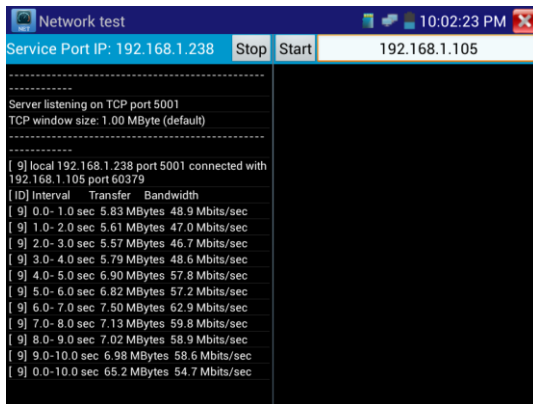 NET Network test 10:02:23 PM
Service Port IP: 192.168.1.238 Stop Start 192.168.1.105
------------------------------------------------
------------
Server listening on TCP port 5001
TCP window size: 1.00 MByte (default)
------------------------------------------------
------------
[ 9] local 192.168.1.238 port 5001 connected with
192.168.1.105 port 60379
[ ID] Interval Transfer Bandwidth
[ 9] 0.0- 1.0 sec 5.83 MBytes 48.9 Mbits/sec
[ 9] 1.0- 2.0 sec 5.61 MBytes 47.0 Mbits/sec
[ 9] 2.0- 3.0 sec 5.57 MBytes 46.7 Mbits/sec
[ 9] 3.0- 4.0 sec 5.79 MBytes 48.6 Mbits/sec
[ 9] 4.0- 5.0 sec 6.90 MBytes 57.8 Mbits/sec
[ 9] 5.0- 6.0 sec 6.82 MBytes 57.2 Mbits/sec
[ 9] 6.0- 7.0 sec 7.50 MBytes 62.9 Mbits/sec
[ 9] 7.0- 8.0 sec 7.13 MBytes 59.8 Mbits/sec
[ 9] 8.0- 9.0 sec 7.02 MBytes 58.9 Mbits/sec
[ 9] 9.0-10.0 sec 6.98 MBytes 58.6 Mbits/sec
[ 9] 0.0-10.0 sec 65.2 MBytes 54.7 Mbits/sec